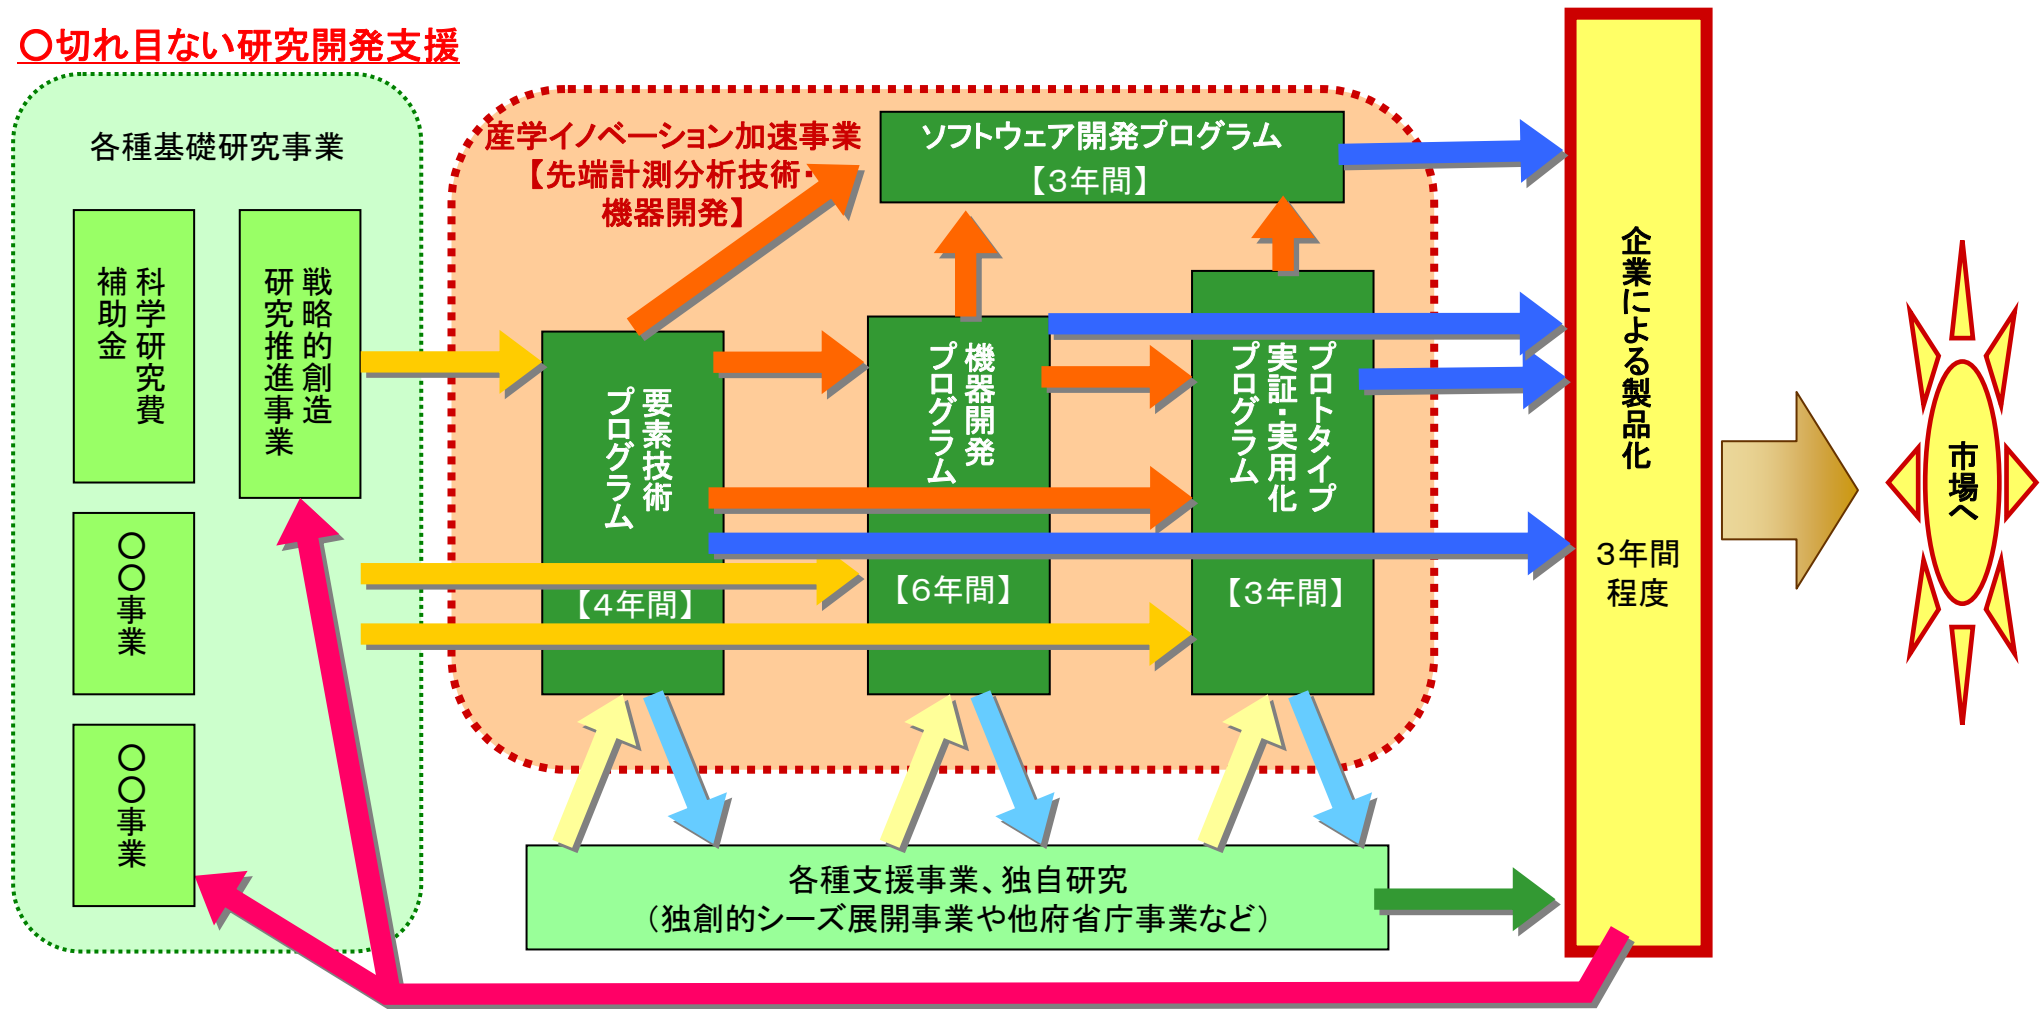 〇切れ目ない研究開発支援
各種基礎研究事業
科学研究費
補助金
戦略的創造
研究推進事業
〇〇事業
〇〇事業
産学イノベーション加速事業
【先端計測分析技術・
機器開発】
ソフトウェア開発プログラム
【3年間】
要素技術
プログラム
【4年間】
機器開発
プログラム
【6年間】
プロトタイプ
実証・実用化
プログラム
【3年間】
各種支援事業、独自研究
（独創的シーズ展開事業や他府省庁事業など）
企業による製品化
3年間
程度
市場へ